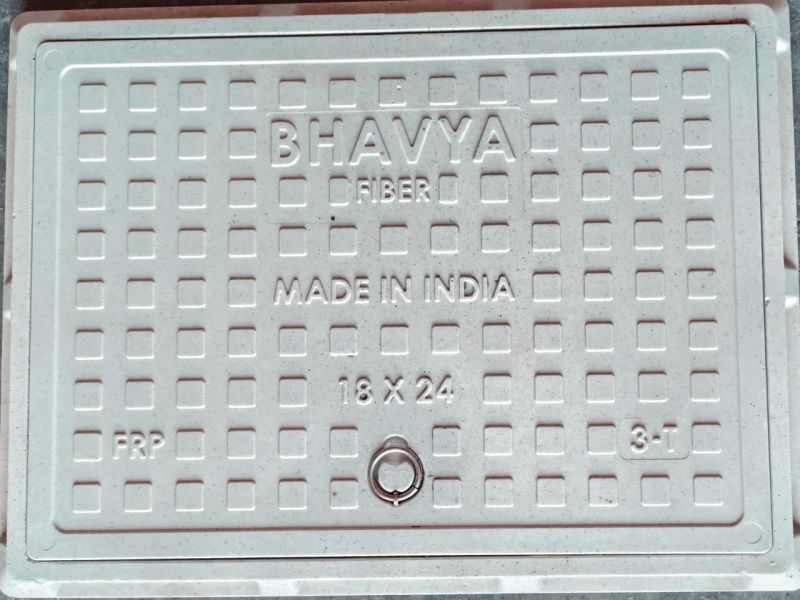 BHAVYA
FIBER
MADE IN INDIA
18 X 24
FRP
3-T